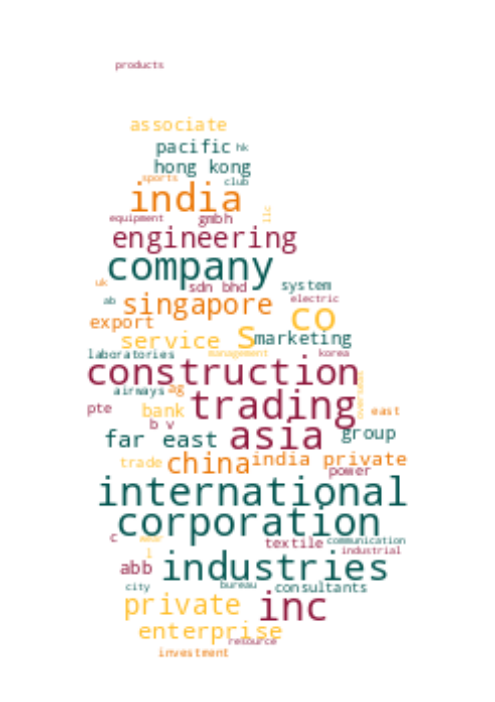 products
associate
pacific hk
hong kong
sports club
india llc
equipment gmbh
engineering
company
uk sdn bhd system
ab singapore electric
export co
service s marketing
laboratories management korea
construction
airways ag
pte bank trading east
b v
far east asia group
trade china india private
power
international
corporation
c textile communication
industrial
abb industries
city bureau consultants
private inc
enterprise
resource
investment